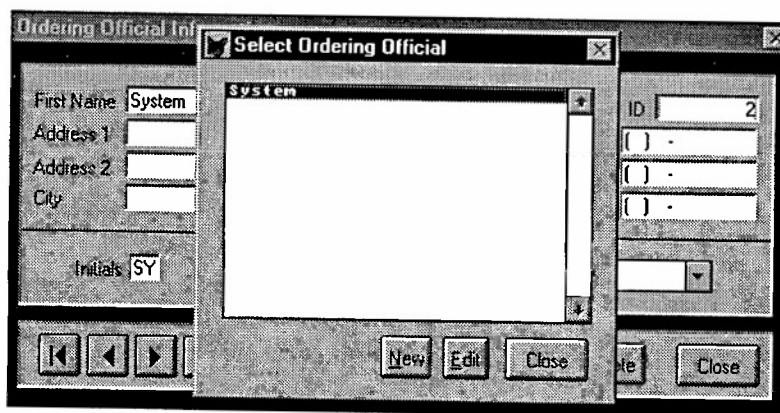 Ordering Official Inf
Select Ordering Official
System
First Name System
ID 2
Address 1
( ) -
Address 2
( ) -
City
( ) -
Initials SY
New Edit Close
le Close